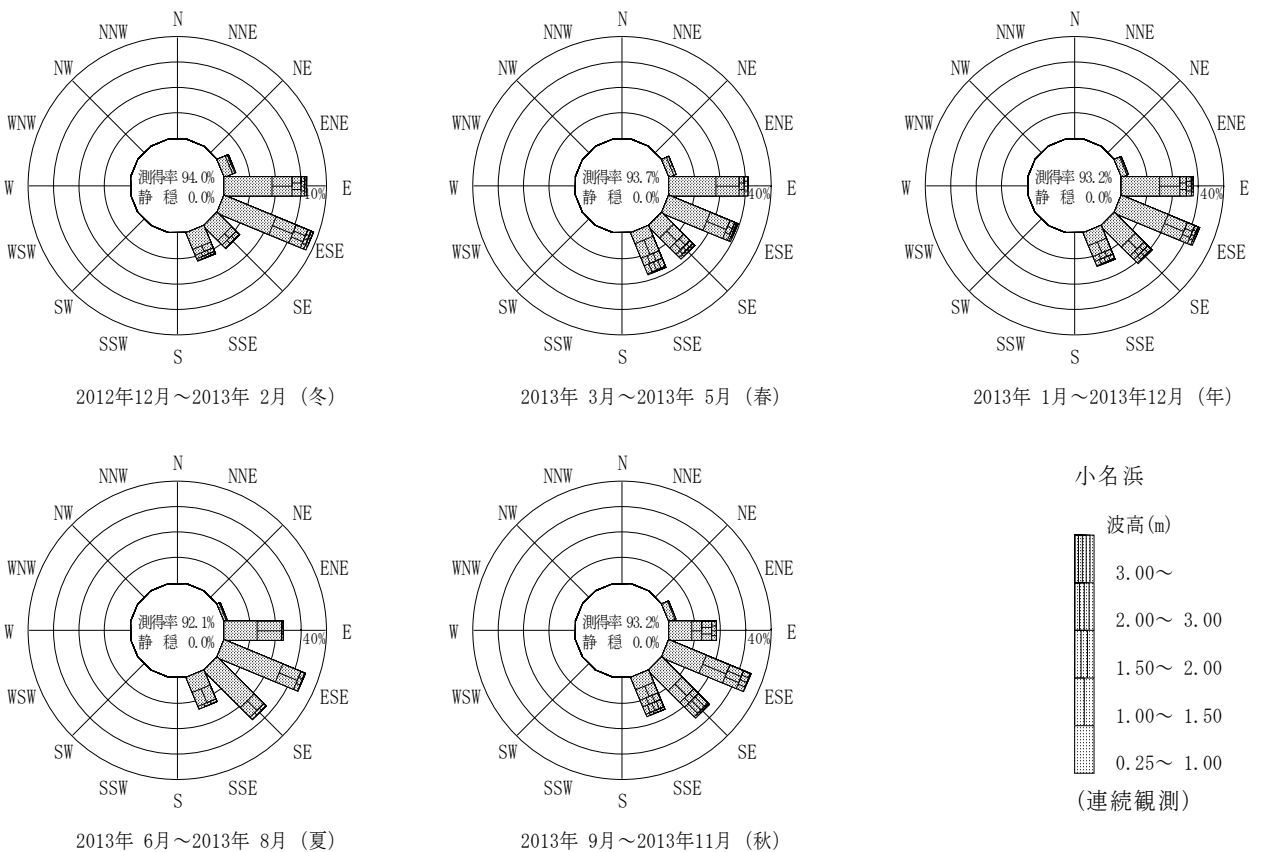 N
NNW
NNE
NW
NE
WNW
ENE
測得率 94.0%
静 穏 0.0%
W
40%
E
WSW
ESE
SW
SE
SSW
SSE
S
2012年12月～2013年 2月 (冬)
N
NNW
NNE
NW
NE
WNW
ENE
測得率 93.7%
静 穏 0.0%
W
40%
E
WSW
ESE
SW
SE
SSW
SSE
S
2013年 3月～2013年 5月 (春)
N
NNW
NNE
NW
NE
WNW
ENE
測得率 93.2%
静 穏 0.0%
W
40%
E
WSW
ESE
SW
SE
SSW
SSE
S
2013年 1月～2013年12月 (年)
N
NNW
NNE
NW
NE
WNW
ENE
測得率 92.1%
静 穏 0.0%
W
40%
E
WSW
ESE
SW
SE
SSW
SSE
S
2013年 6月～2013年 8月 (夏)
N
NNW
NNE
NW
NE
WNW
ENE
測得率 93.2%
静 穏 0.0%
W
40%
E
WSW
ESE
SW
SE
SSW
SSE
S
2013年 9月～2013年11月 (秋)
小名浜
波高(m)
3.00～
2.00～ 3.00
1.50～ 2.00
1.00～ 1.50
0.25～ 1.00
(連続観測)